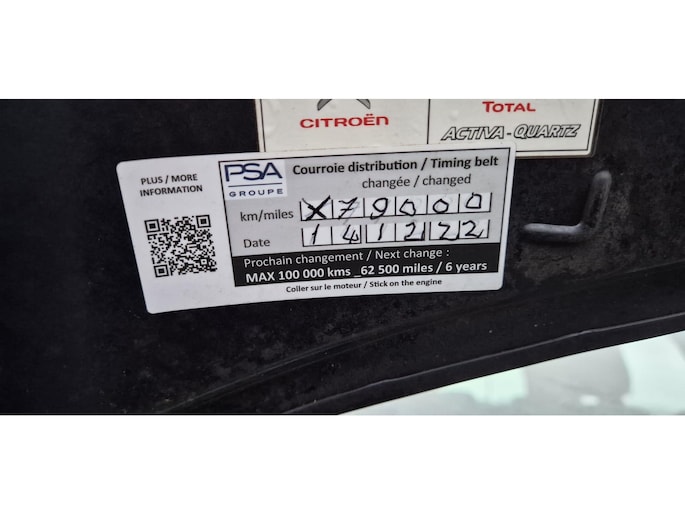 CITROËN
TOTAL
ACTIVA-QUARTZ
PLUS / MORE
INFORMATION
PSA
GROUPE
Courroie distribution / Timing belt
changée / changed
km/miles X79000
Date 141222
Prochain changement / Next change :
MAX 100 000 kms _62 500 miles / 6 years
Coller sur le moteur / Stick on the engine